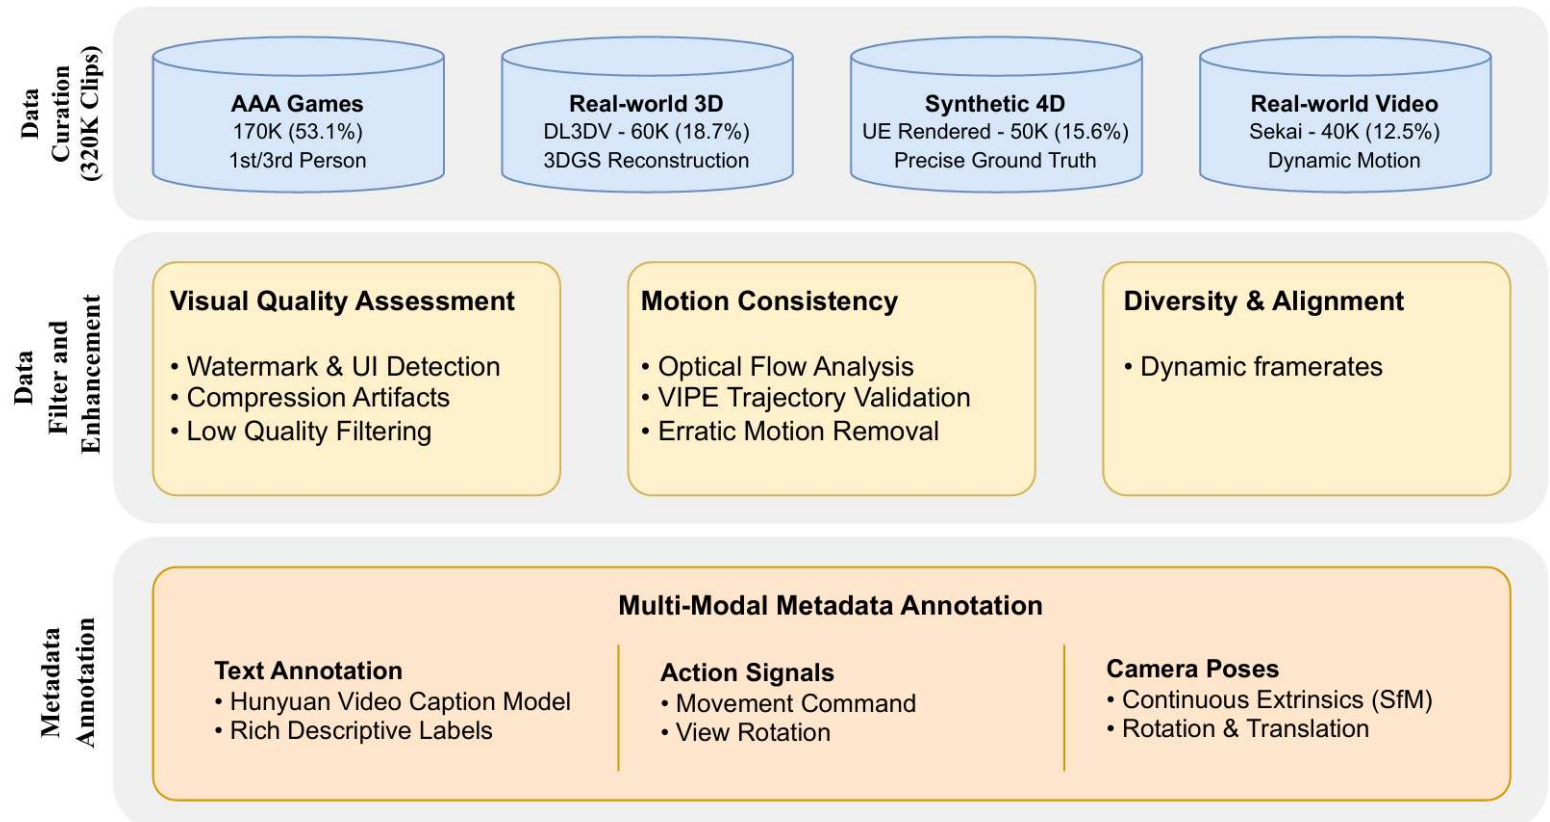 Data
Curation
(320K Clips)
AAA Games
170K (53.1%)
1st/3rd Person
Real-world 3D
DL3DV - 60K (18.7%)
3DGS Reconstruction
Synthetic 4D
UE Rendered - 50K (15.6%)
Precise Ground Truth
Real-world Video
Sekai - 40K (12.5%)
Dynamic Motion
Data
Filter and
Enhancement
Visual Quality Assessment
• Watermark & UI Detection
• Compression Artifacts
• Low Quality Filtering
Motion Consistency
• Optical Flow Analysis
• VIPE Trajectory Validation
• Erratic Motion Removal
Diversity & Alignment
• Dynamic framerates
Metadata
Annotation
Multi-Modal Metadata Annotation
Text Annotation
• Hunyuan Video Caption Model
• Rich Descriptive Labels
Action Signals
• Movement Command
• View Rotation
Camera Poses
• Continuous Extrinsics (SfM)
• Rotation & Translation